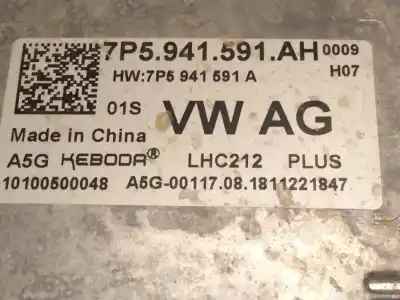 7P5.941.591.AH 0009
HW:7P5 941 591 A H07
01S VW AG
Made in China
A5G KEBODA® LHC212 PLUS
10100500048 A5G-00117.08.1811221847